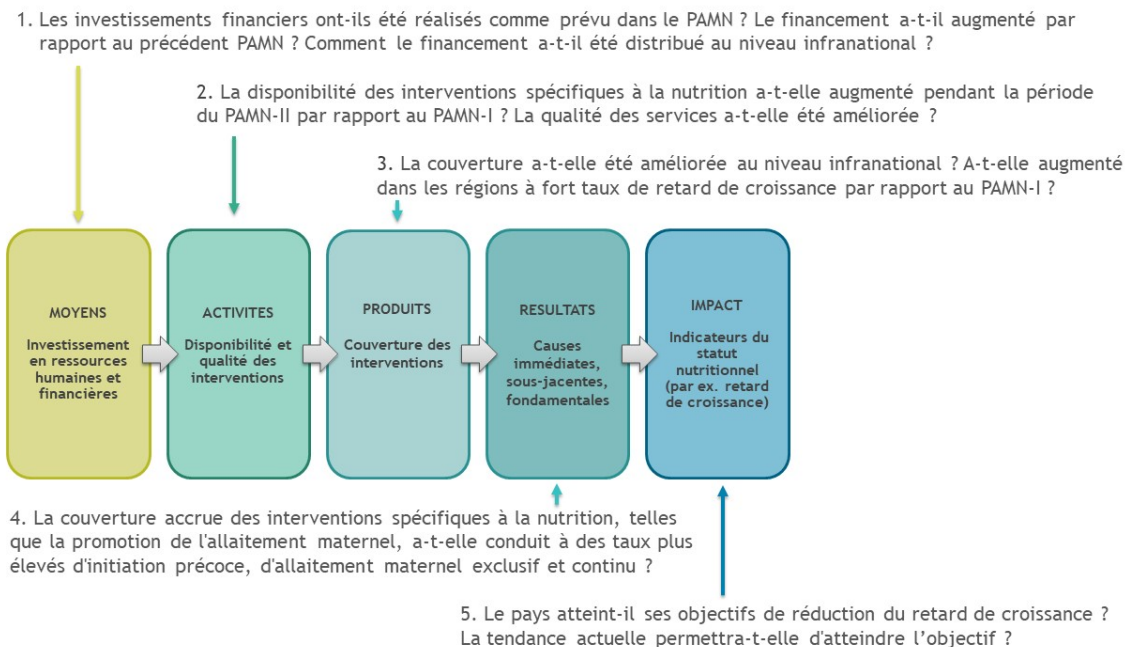 1. Les investissements financiers ont-ils été réalisés comme prévu dans le PAMN ? Le financement a-t-il augmenté par
rapport au précédent PAMN ? Comment le financement a-t-il été distribué au niveau infranational ?
2. La disponibilité des interventions spécifiques à la nutrition a-t-elle augmenté pendant la période
du PAMN-II par rapport au PAMN-I ? La qualité des services a-t-elle été améliorée ?
3. La couverture a-t-elle été améliorée au niveau infranational ? A-t-elle augmenté
dans les régions à fort taux de retard de croissance par rapport au PAMN-I ?
MOYENS
Investissement
en ressources
humaines et
financières
ACTIVITES
Disponibilité et
qualité des
interventions
PRODUITS
Couverture des
interventions
RESULTATS
Causes
immédiates,
sous-jacentes,
fondamentales
IMPACT
Indicateurs du
statut
nutritionnel
(par ex. retard
de croissance)
4. La couverture accrue des interventions spécifiques à la nutrition, telles
que la promotion de l'allaitement maternel, a-t-elle conduit à des taux plus
élevés d'initiation précoce, d'allaitement maternel exclusif et continu ?
5. Le pays atteint-il ses objectifs de réduction du retard de croissance ?
La tendance actuelle permettra-t-elle d'atteindre l’objectif ?